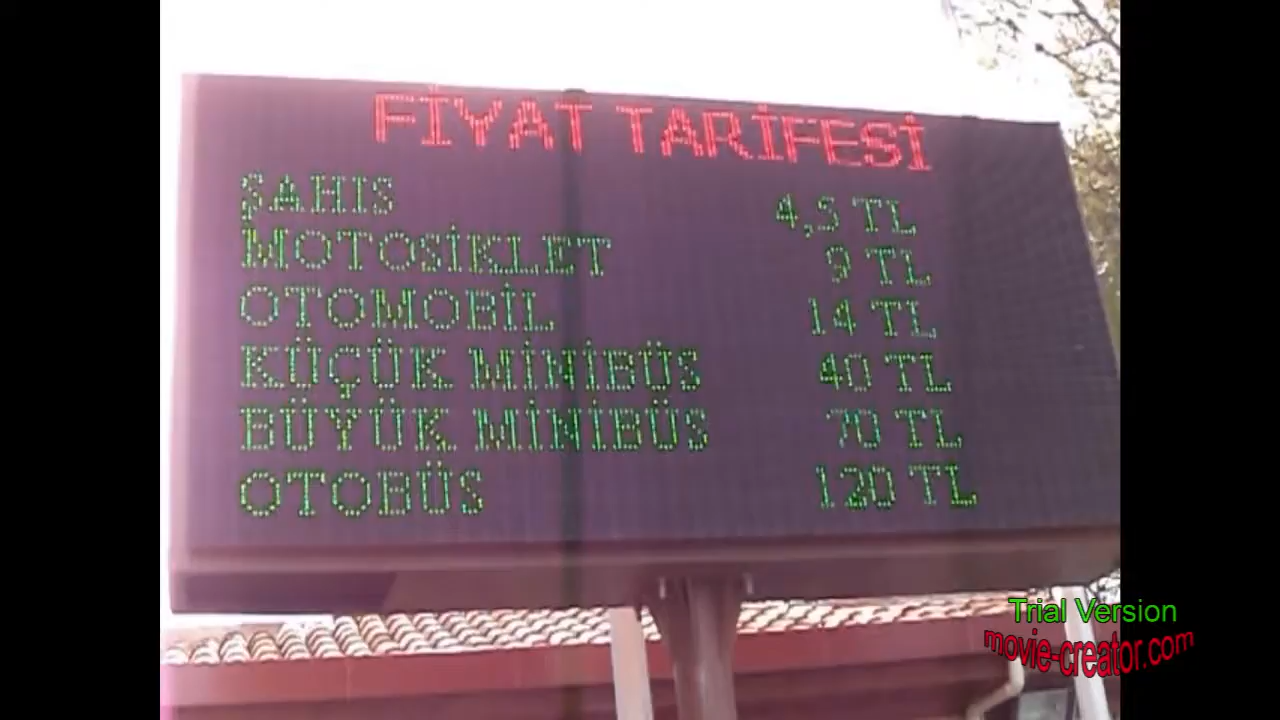 FİYAT TARİFESİ
ŞAHIS 4,5 TL
MOTOSİKLET 9 TL
OTOMOBİL 14 TL
KÜÇÜK MİNİBÜS 40 TL
BÜYÜK MİNİBÜS 70 TL
OTOBÜS 120 TL
Trial Version
movie-creator.com